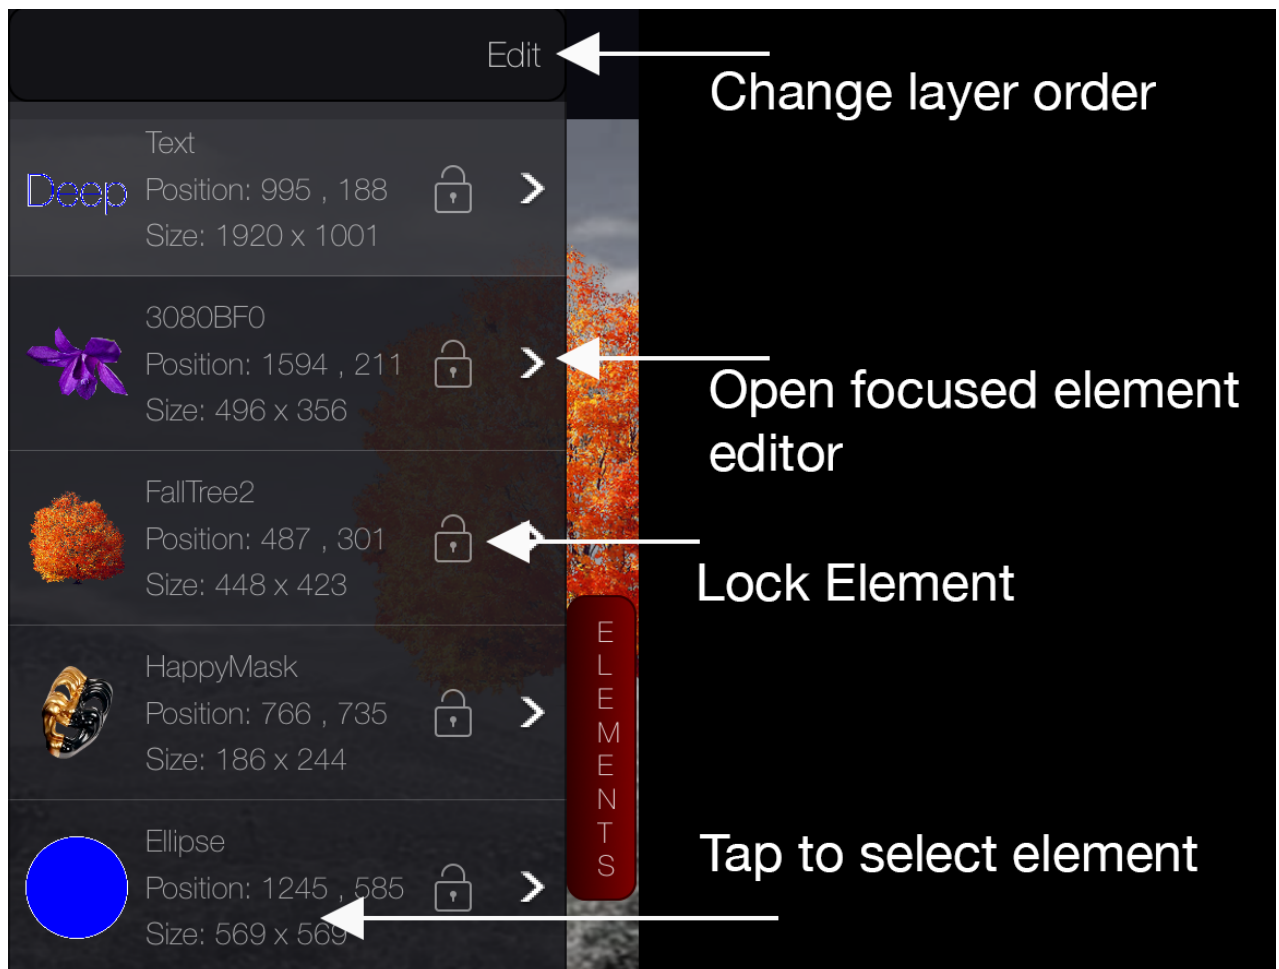 Edit
Change layer order
Text
Deep
Position: 995 , 188
Size: 1920 x 1001
3080BF0
Position: 1594 , 211
Size: 496 x 356
Open focused element
editor
FallTree2
Position: 487 , 301
Size: 448 x 423
Lock Element
HappyMask
Position: 766 , 735
Size: 186 x 244
ELEMENTS
Ellipse
Position: 1245 , 585
Size: 569 x 569
Tap to select element